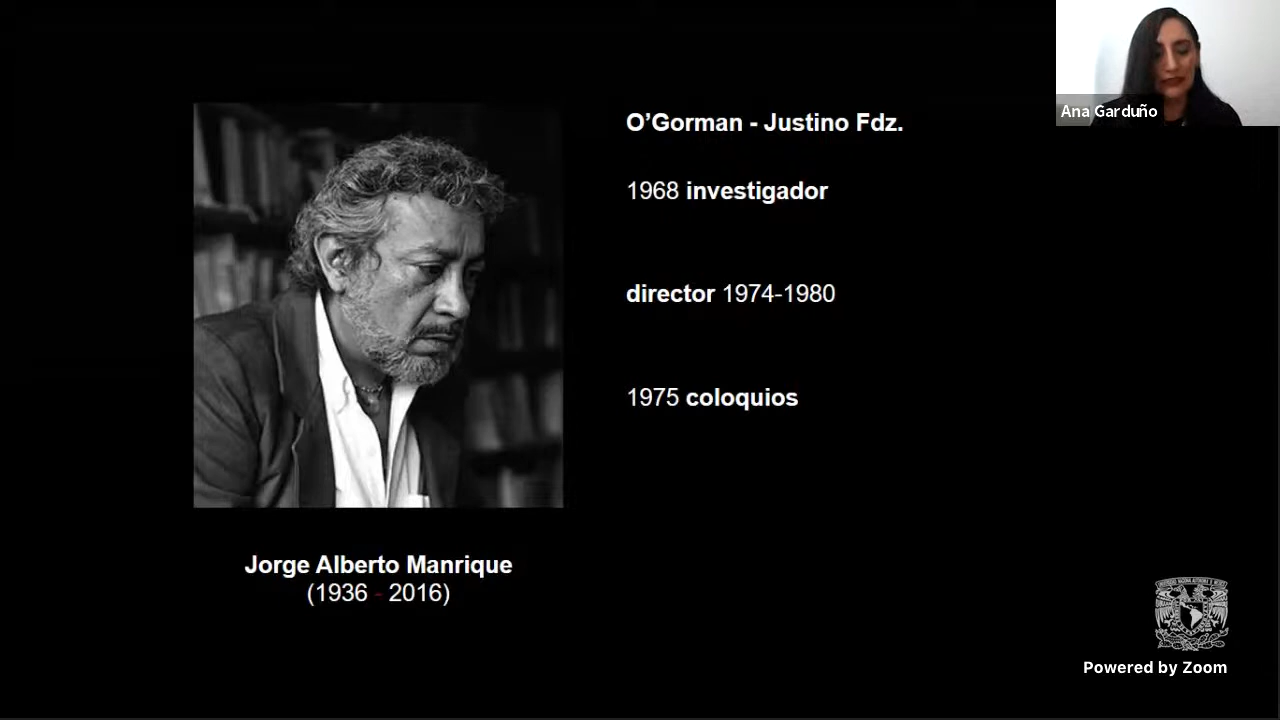 Ana Garduño
O’Gorman - Justino Fdz.
1968 investigador
director 1974-1980
1975 coloquios
Jorge Alberto Manrique
(1936 - 2016)
Powered by Zoom